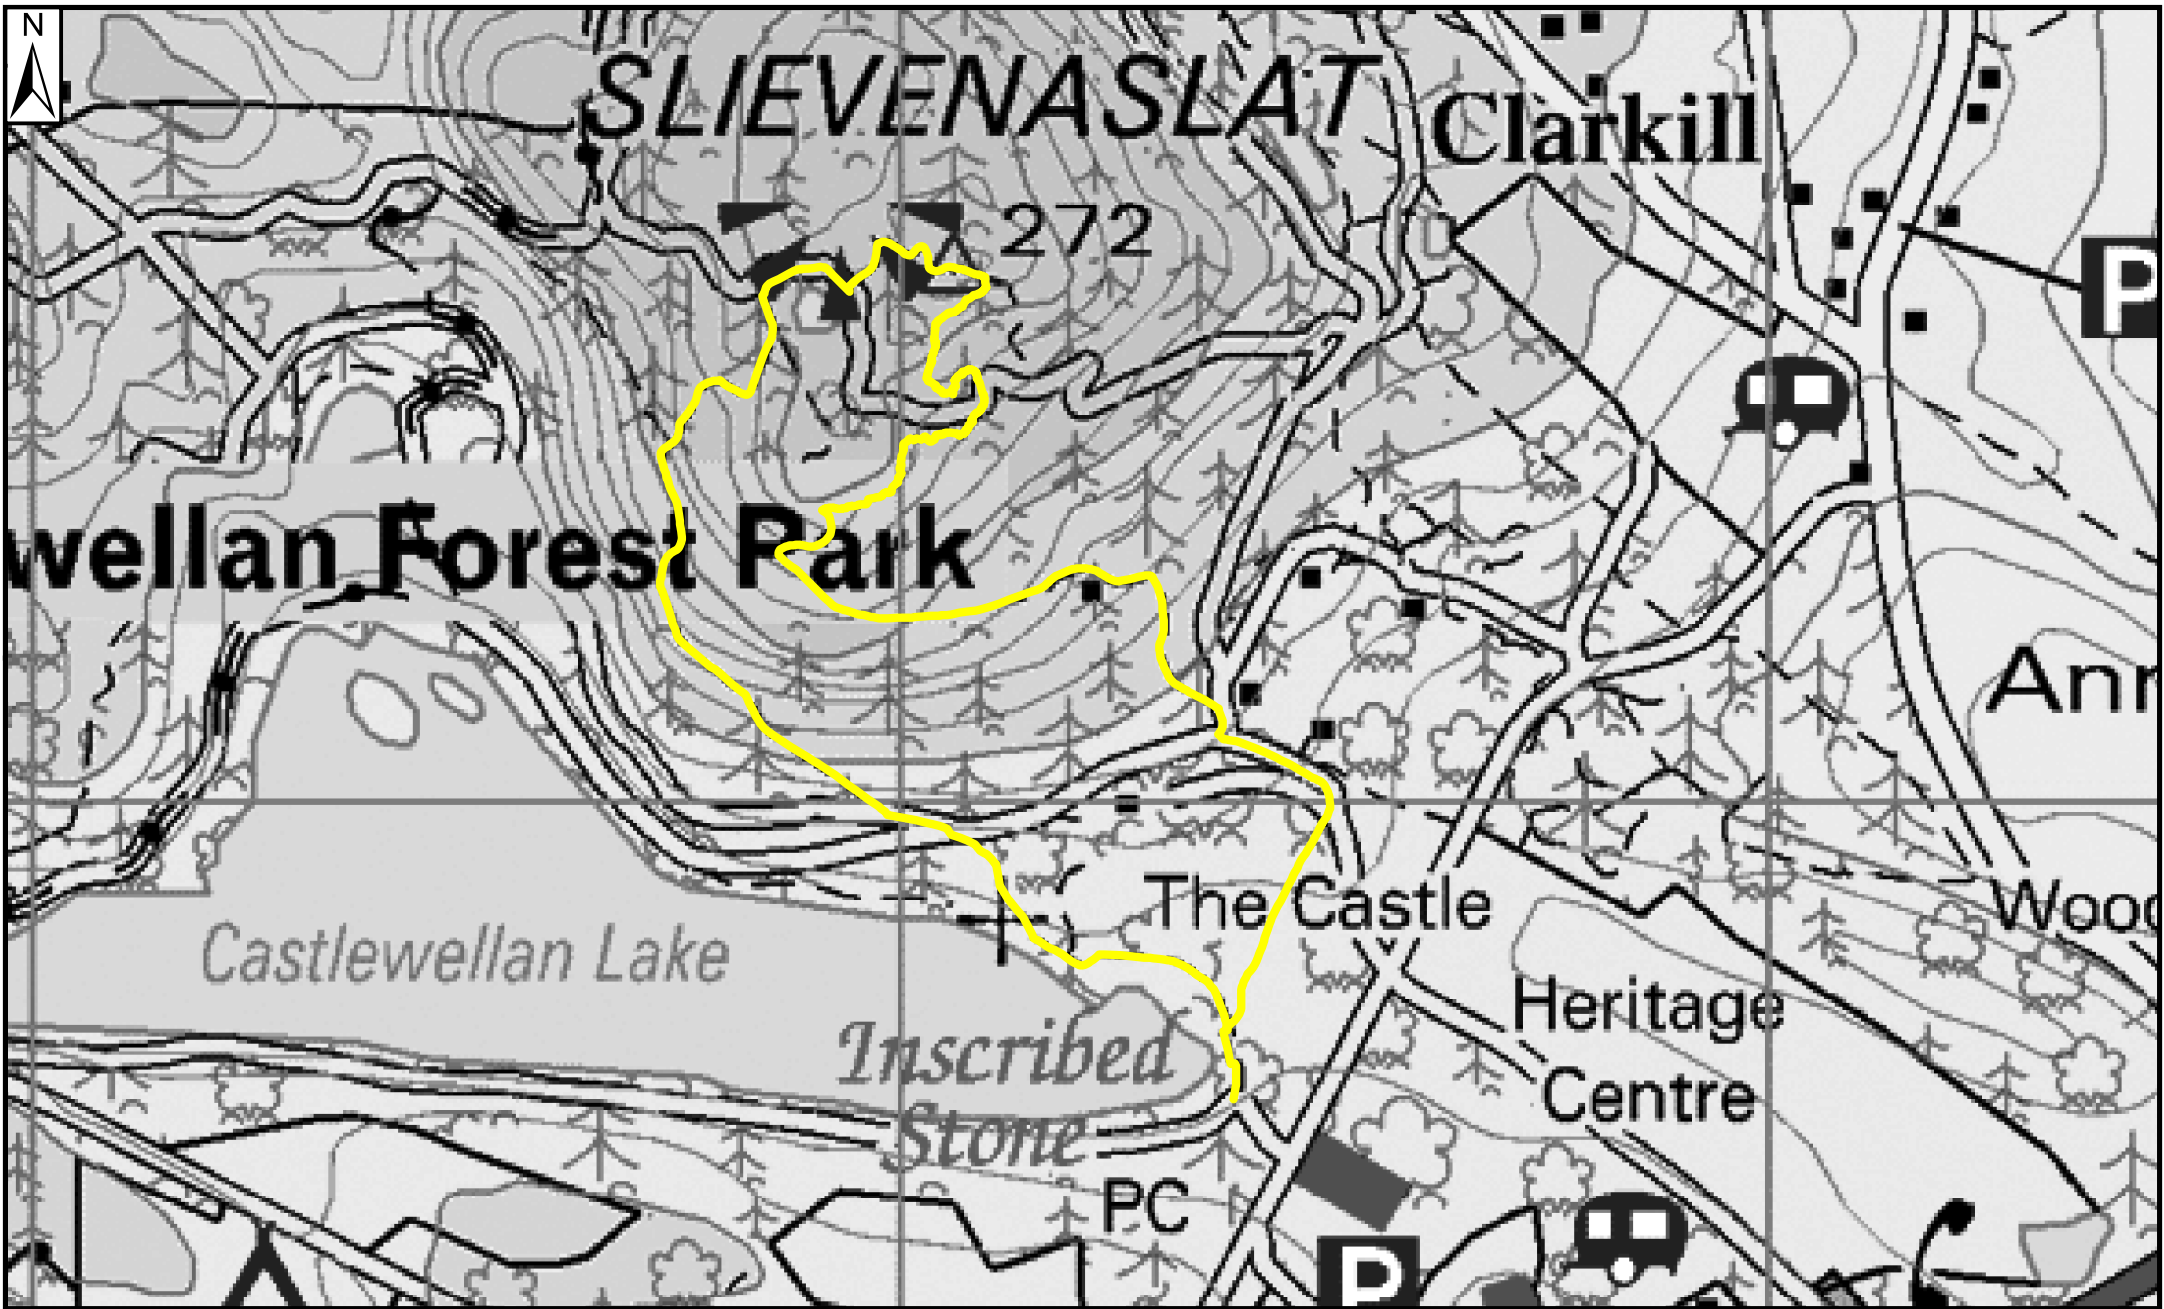 N
SLIEVENASLAT
Clarkill
272
P
wellan Forest Park
Ann
The Castle
Wood
Castlewellan Lake
Heritage
Centre
Inscribed
Stone
PC
P